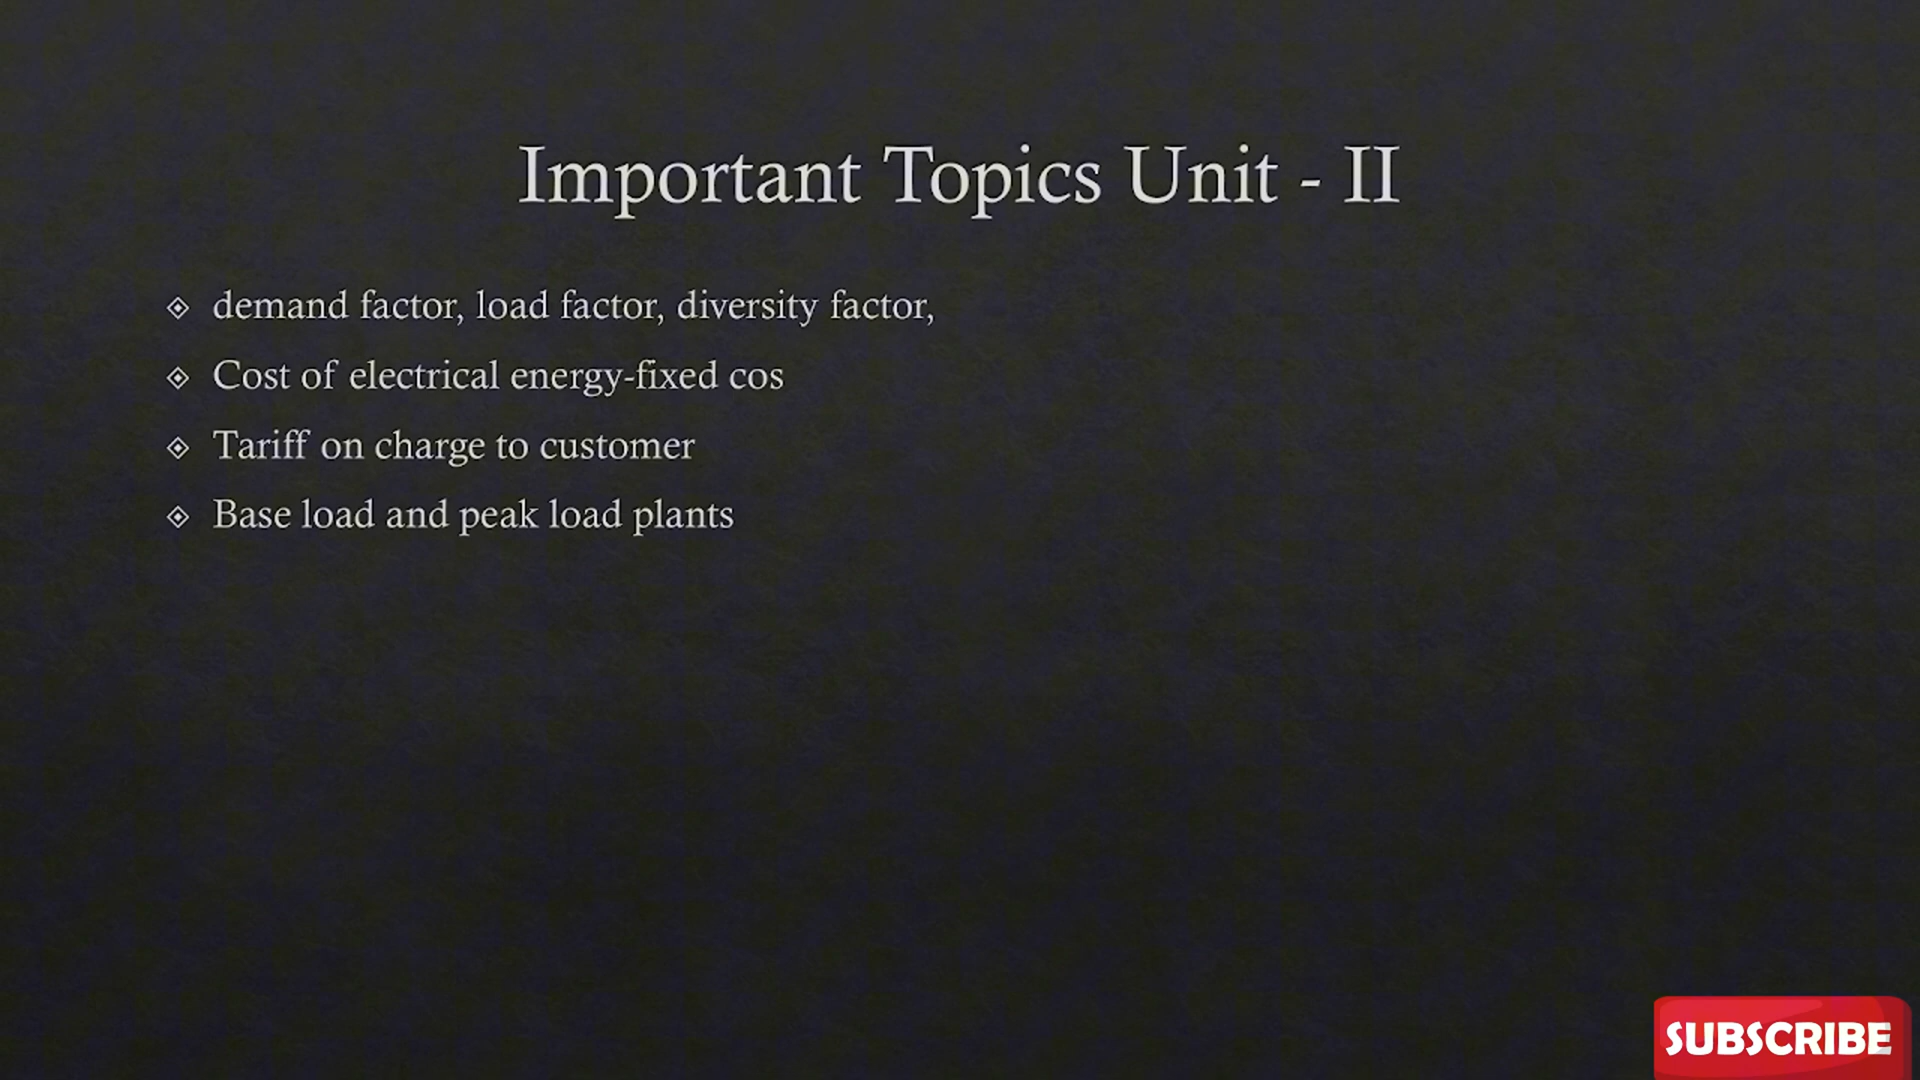 Important Topics Unit - II
demand factor, load factor, diversity factor,
Cost of electrical energy-fixed cos
Tariff on charge to customer
Base load and peak load plants
SUBSCRIBE